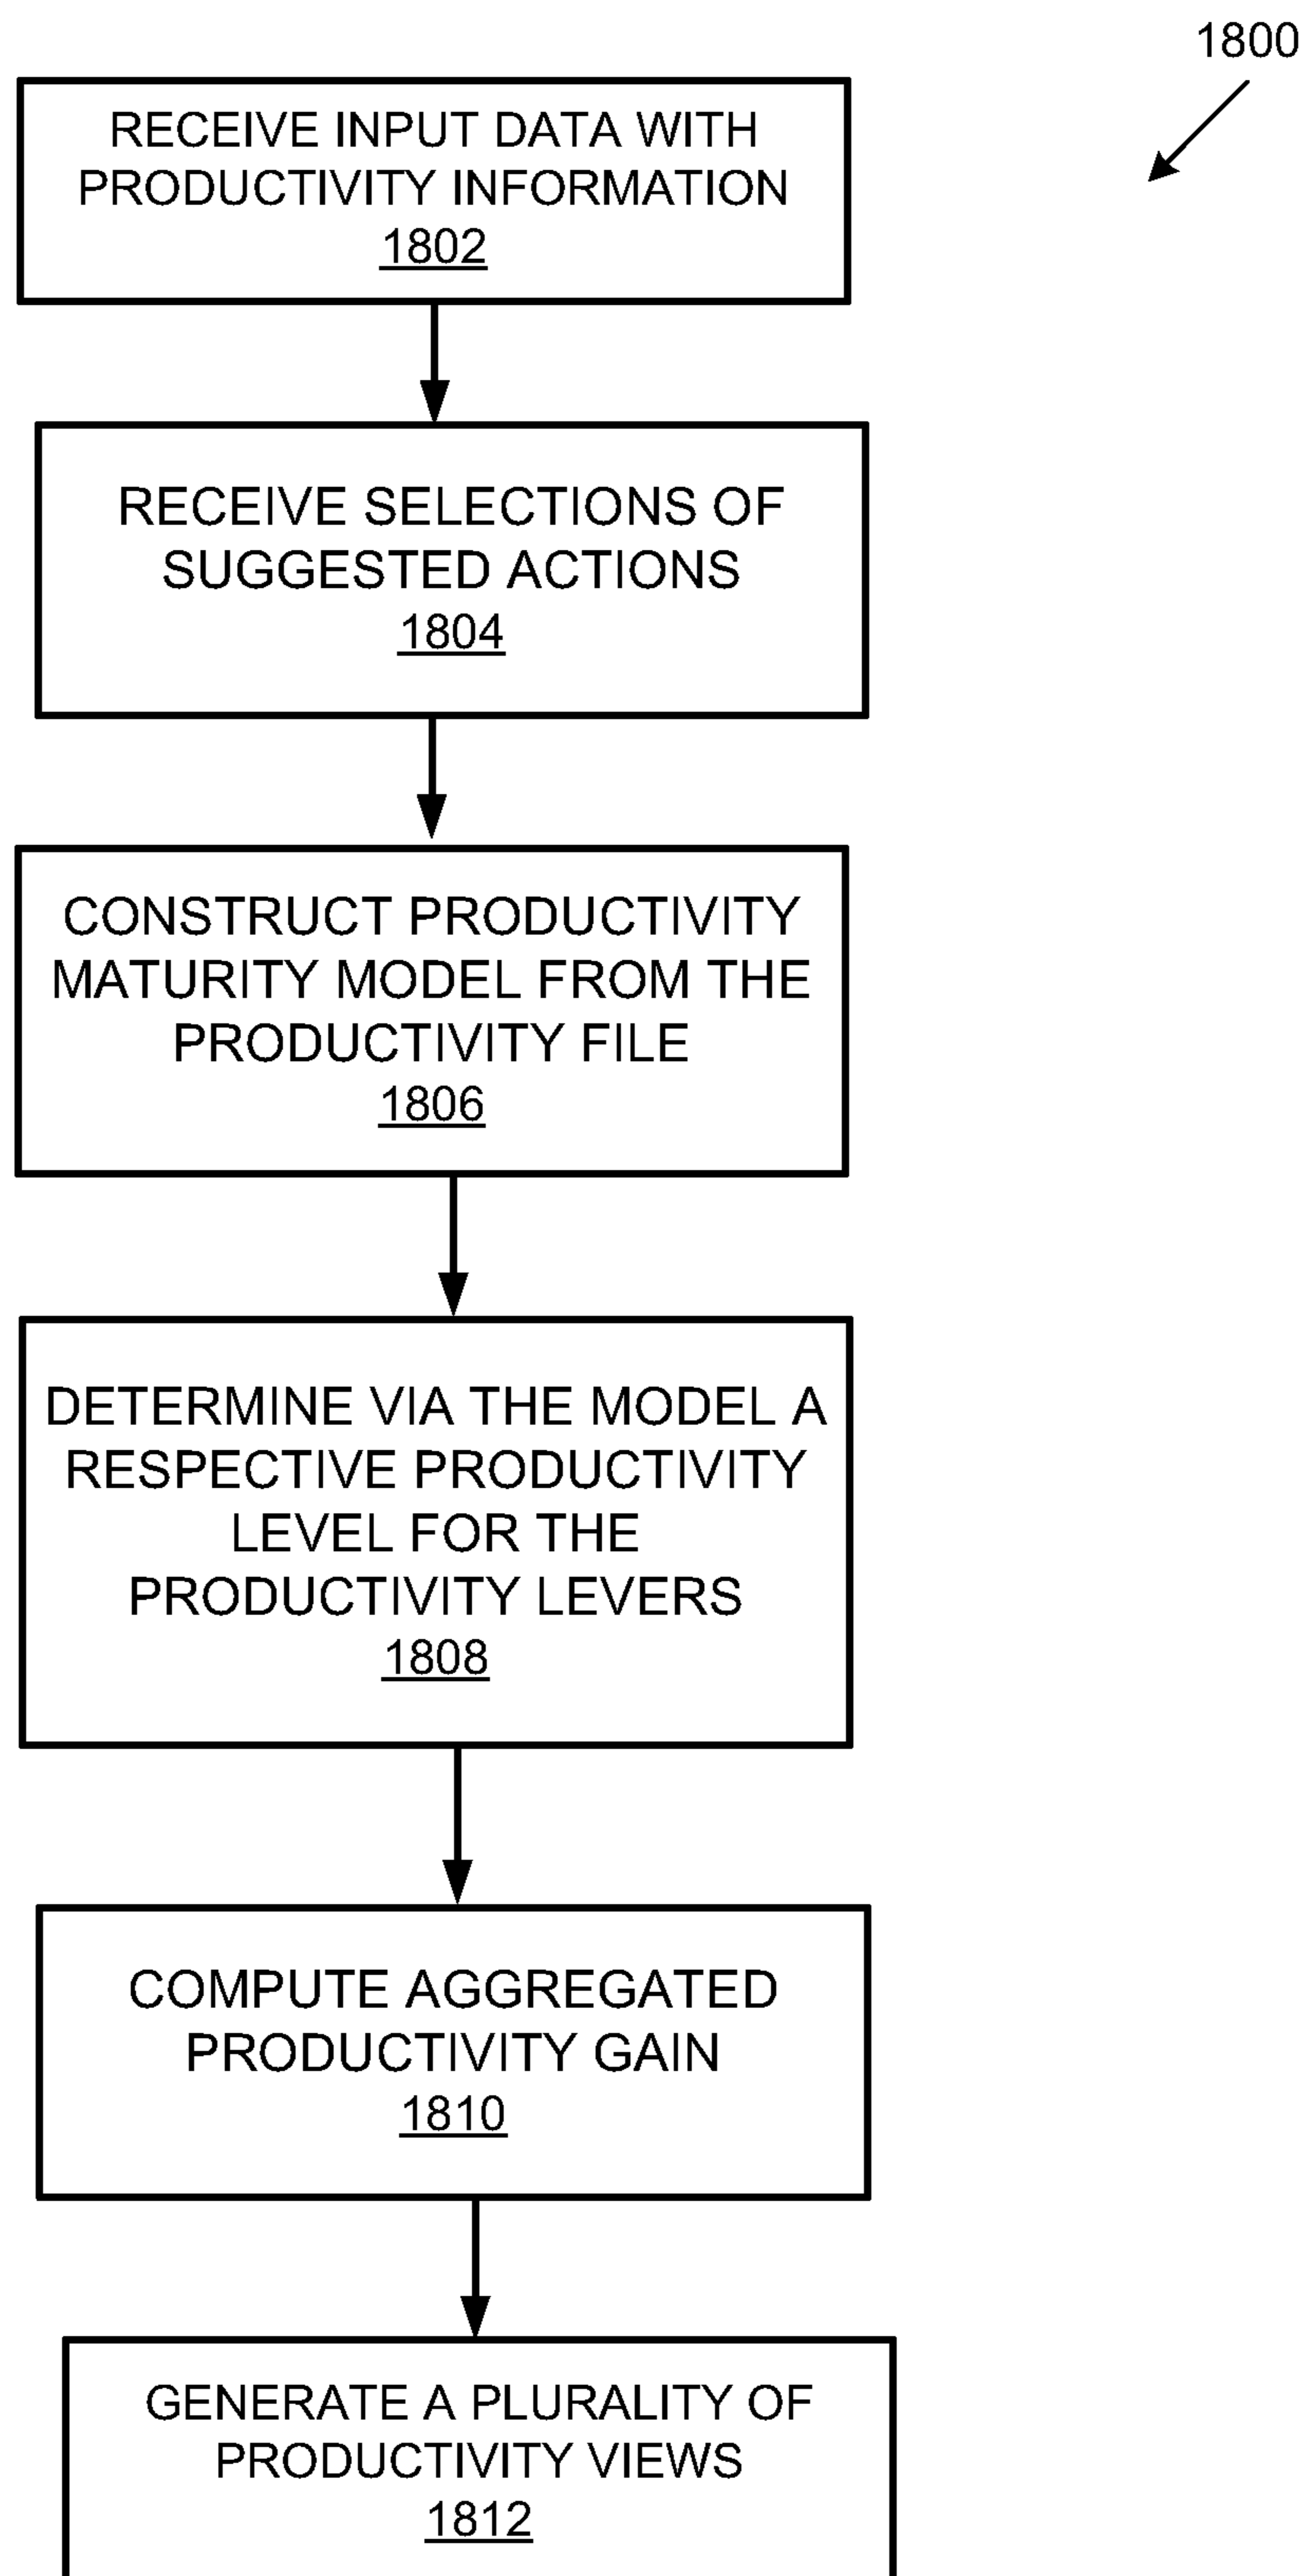 1800
RECEIVE INPUT DATA WITH
PRODUCTIVITY INFORMATION
1802
RECEIVE SELECTIONS OF
SUGGESTED ACTIONS
1804
CONSTRUCT PRODUCTIVITY
MATURITY MODEL FROM THE
PRODUCTIVITY FILE
1806
DETERMINE VIA THE MODEL A
RESPECTIVE PRODUCTIVITY
LEVEL FOR THE
PRODUCTIVITY LEVERS
1808
COMPUTE AGGREGATED
PRODUCTIVITY GAIN
1810
GENERATE A PLURALITY OF
PRODUCTIVITY VIEWS
1812